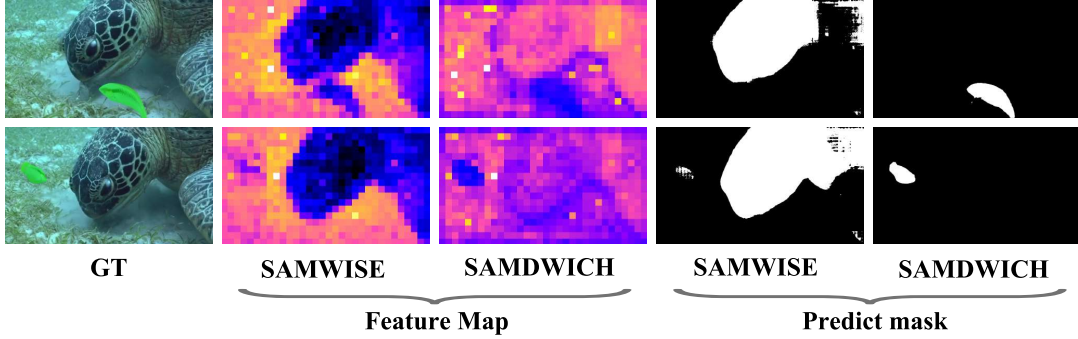 GT
SAMWISE
SAMDWICH
SAMWISE
SAMDWICH
Feature Map
Predict mask